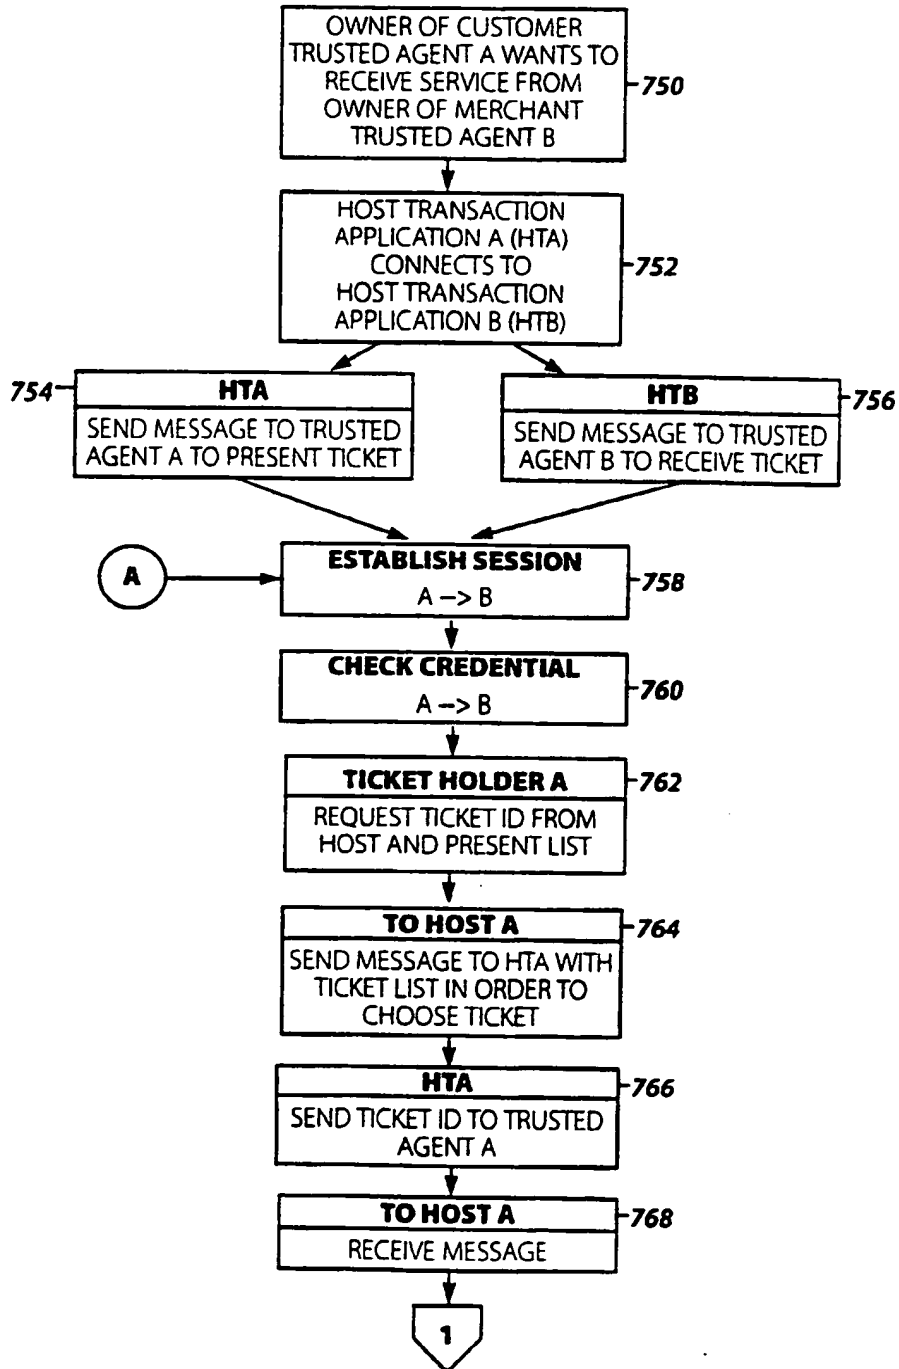 OWNER OF CUSTOMER
TRUSTED AGENT A WANTS TO
RECEIVE SERVICE FROM
OWNER OF MERCHANT
TRUSTED AGENT B
750
HOST TRANSACTION
APPLICATION A (HTA)
CONNECTS TO
HOST TRANSACTION
APPLICATION B (HTB)
752
754
HTA
SEND MESSAGE TO TRUSTED
AGENT A TO PRESENT TICKET
HTB
756
SEND MESSAGE TO TRUSTED
AGENT B TO RECEIVE TICKET
A
ESTABLISH SESSION
A –> B
758
CHECK CREDENTIAL
A –> B
760
TICKET HOLDER A
762
REQUEST TICKET ID FROM
HOST AND PRESENT LIST
TO HOST A
764
SEND MESSAGE TO HTA WITH
TICKET LIST IN ORDER TO
CHOOSE TICKET
HTA
766
SEND TICKET ID TO TRUSTED
AGENT A
TO HOST A
768
RECEIVE MESSAGE
1